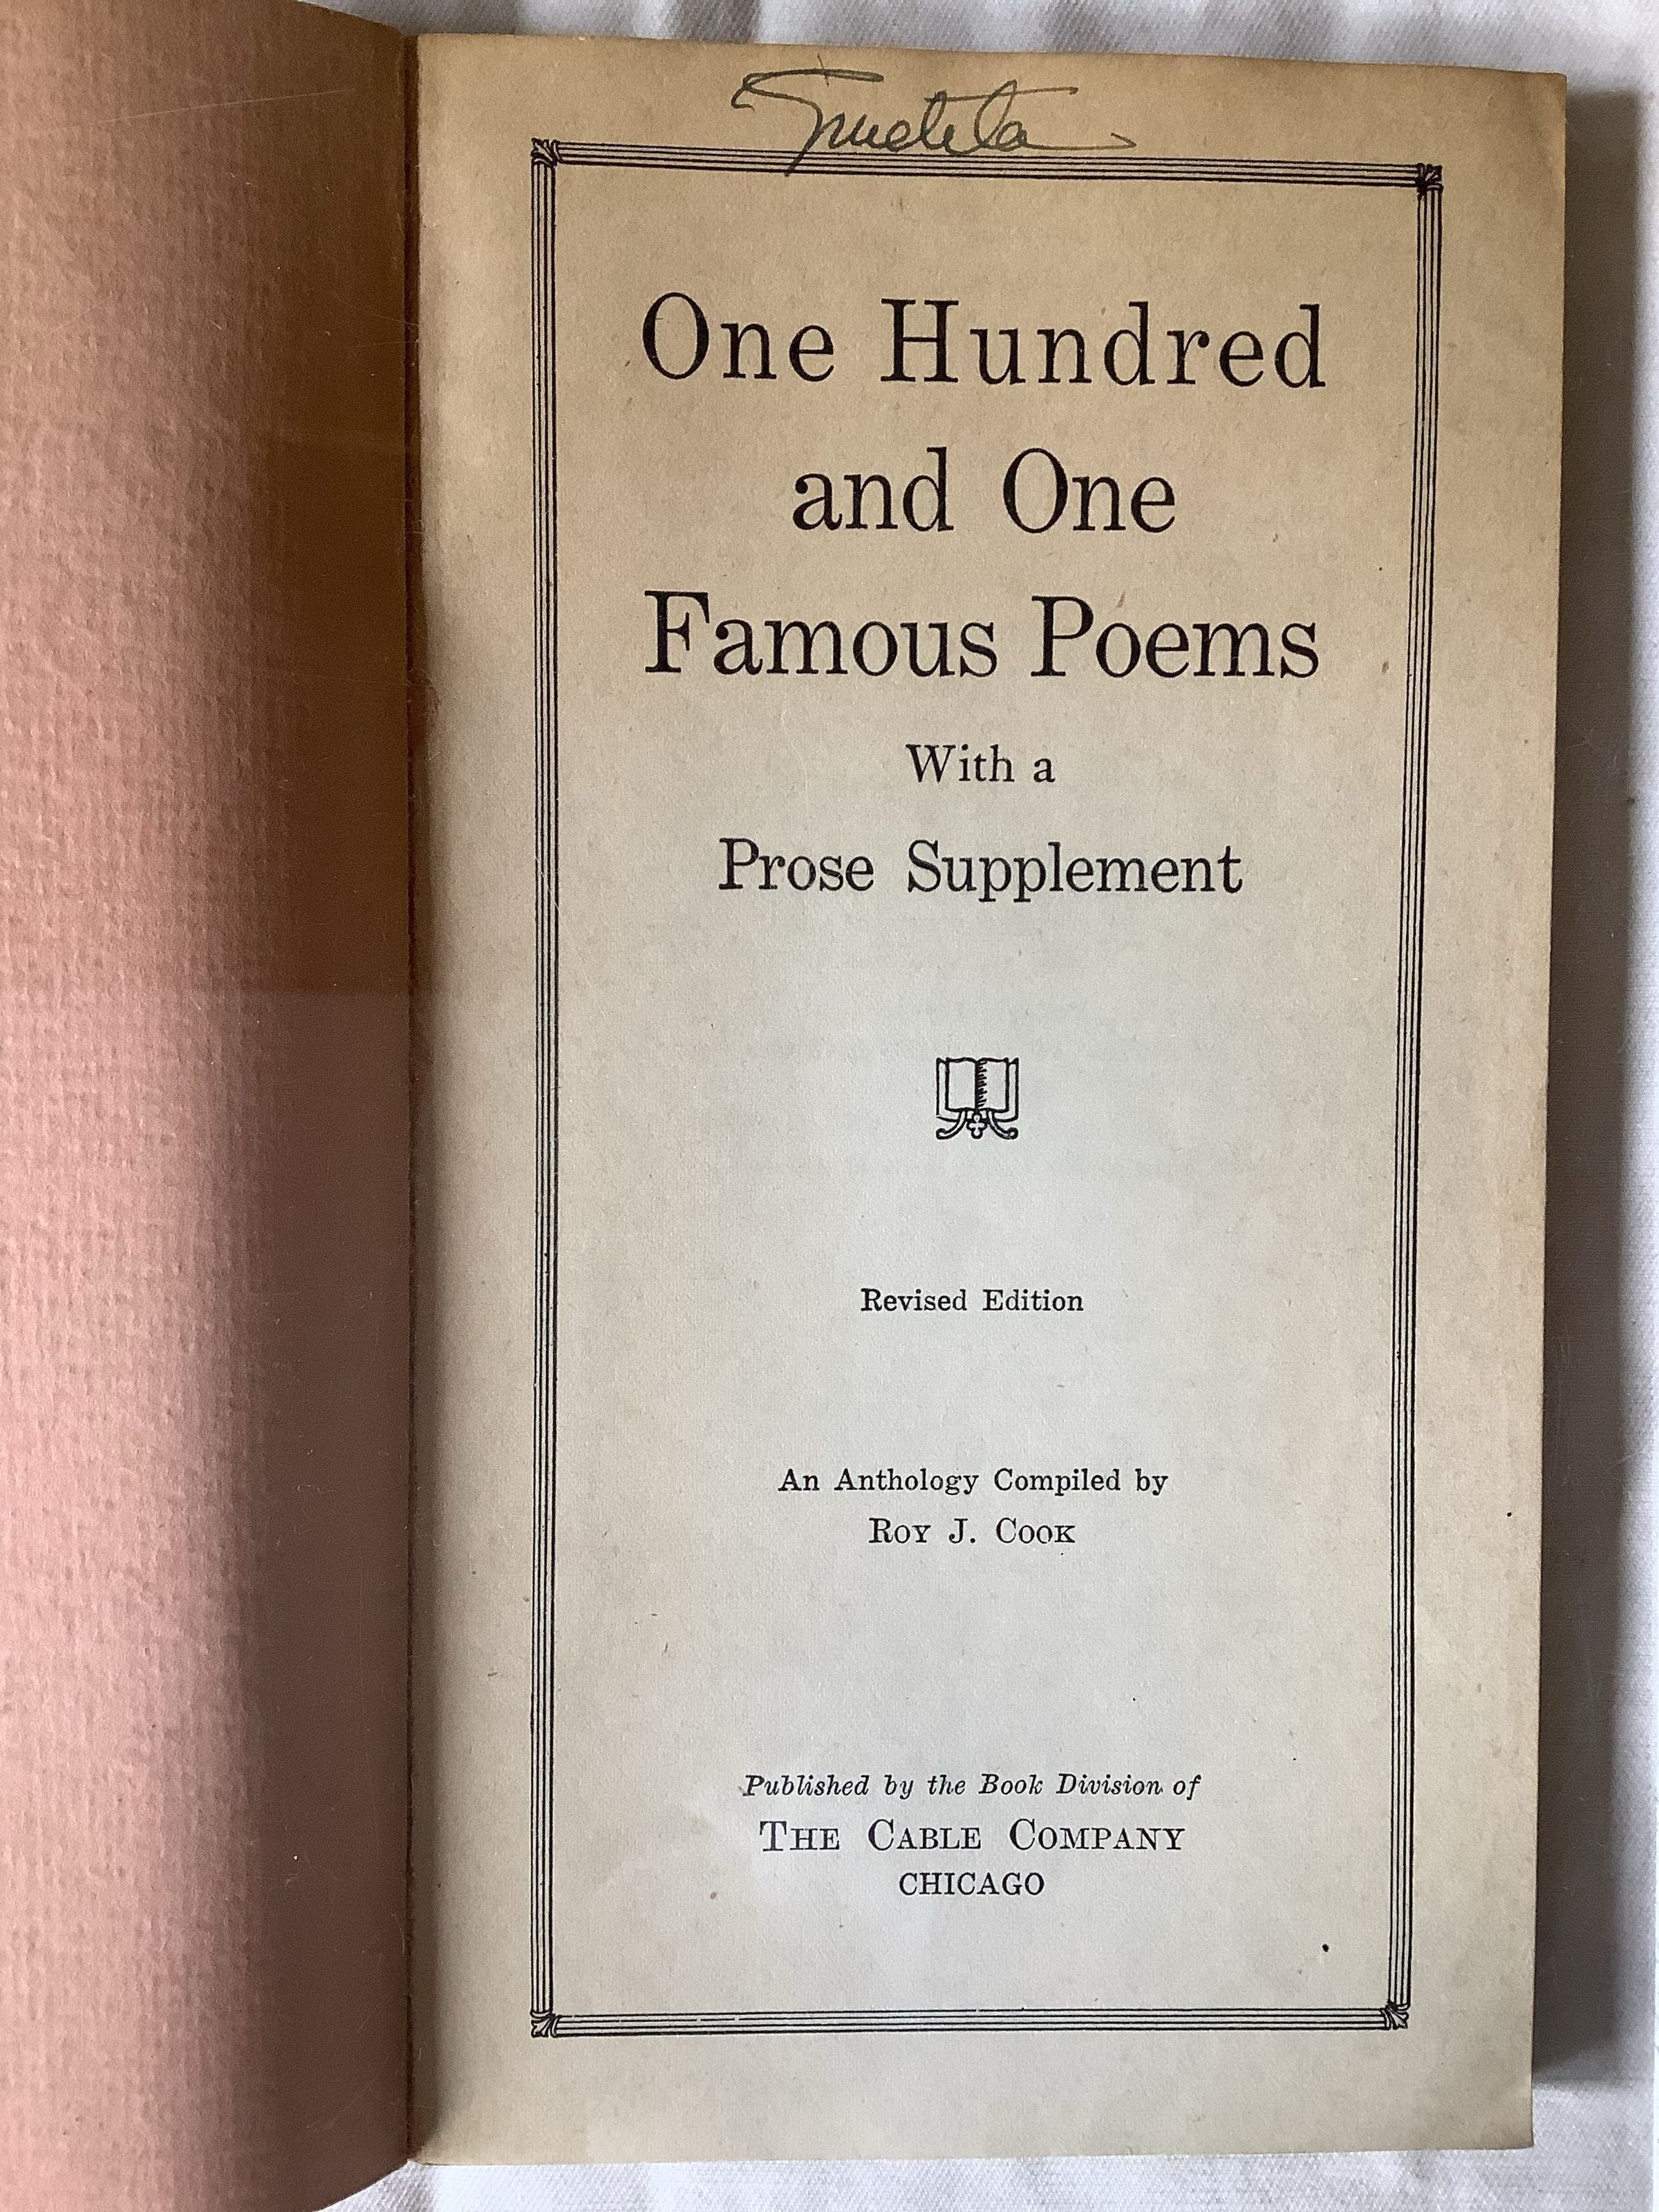 One Hundred
and One
Famous Poems
With a
Prose Supplement
Revised Edition
An Anthology Compiled by
ROY J. COOK
Published by the Book Division of
THE CABLE COMPANY
CHICAGO